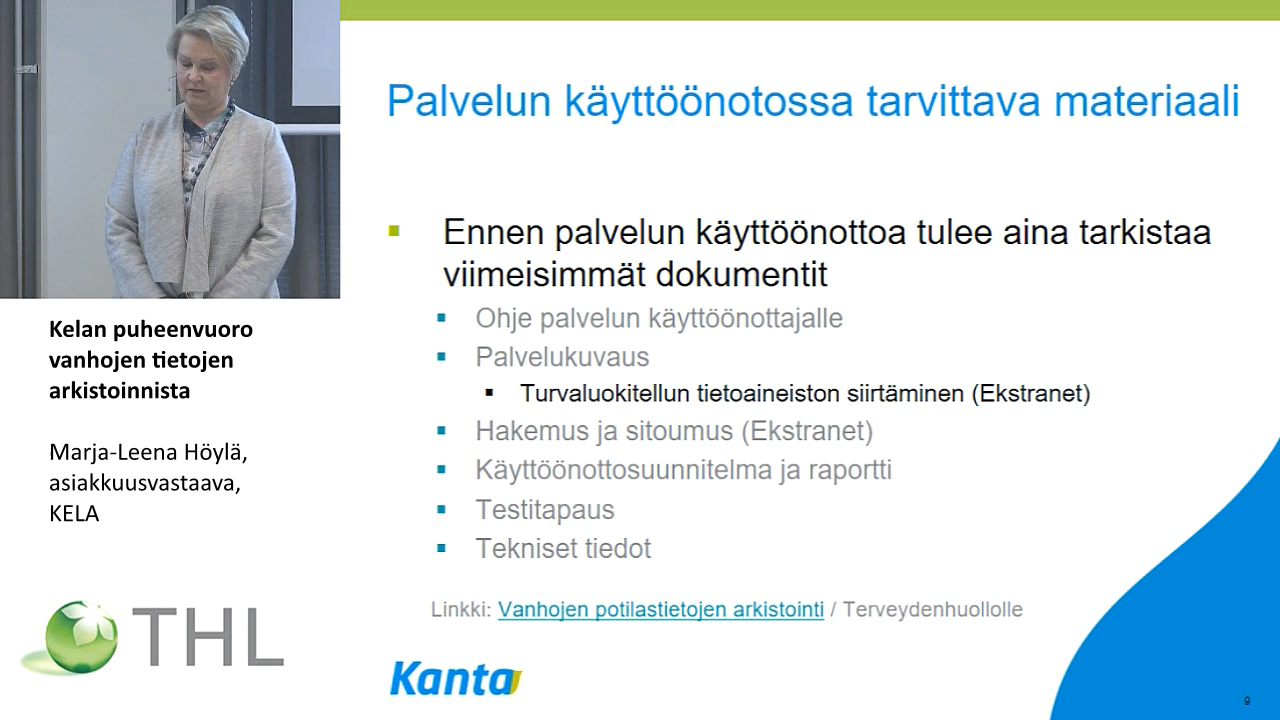 Palvelun käyttöönotossa tarvittava materiaali
Ennen palvelun käyttöönottoa tulee aina tarkistaa
viimeisimmät dokumentit
Ohje palvelun käyttöönottajalle
Palvelukuvaus
Turvaluokitellun tietoaineiston siirtäminen (Ekstranet)
Hakemus ja sitoumus (Ekstranet)
Käyttöönottosuunnitelma ja raportti
Testitapaus
Tekniset tiedot
Linkki: Vanhojen potilastietojen arkistointi / Terveydenhuollolle
Kanta
9
Kelan puheenvuoro
vanhojen tietojen
arkistoinnista
Marja-Leena Höylä,
asiakkuusvastaava,
KELA
THL